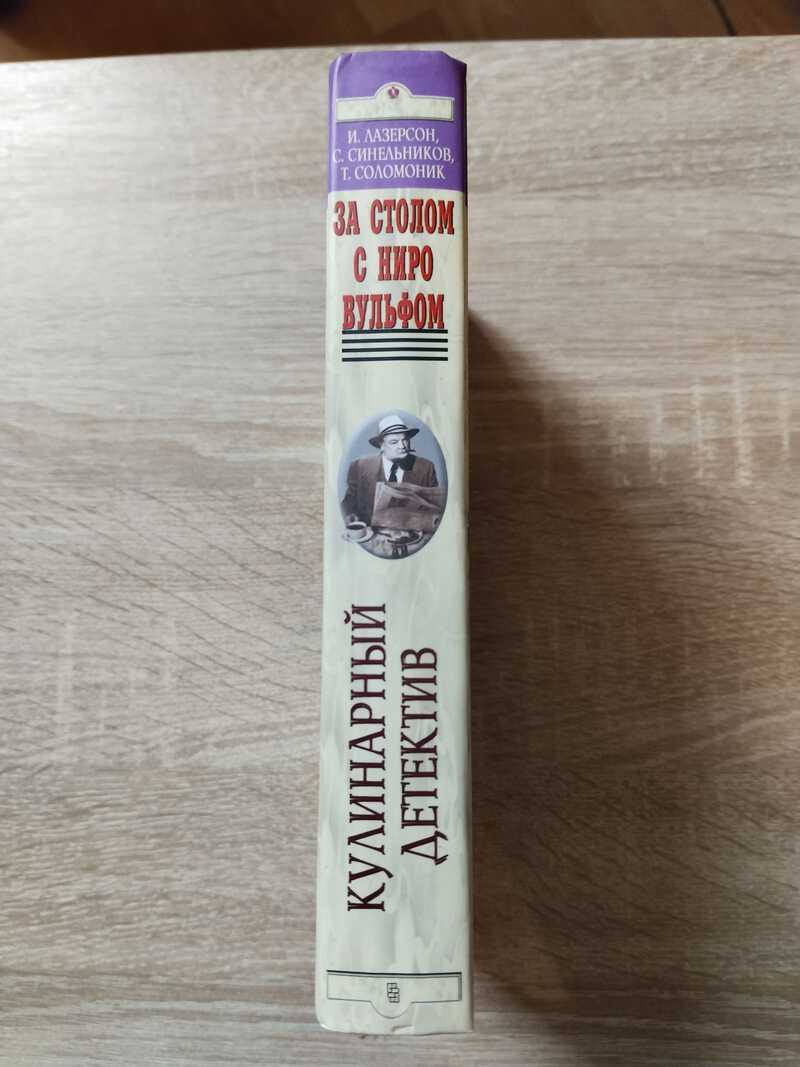 И. ЛАЗЕРСОН,
С. СИНЕЛЬНИКОВ,
Т. СОЛОМОНИК
ЗА СТОЛОМ
С НИРО
ВУЛЬФОМ
КУЛИНАРНЫЙ
ДЕТЕКТИВ